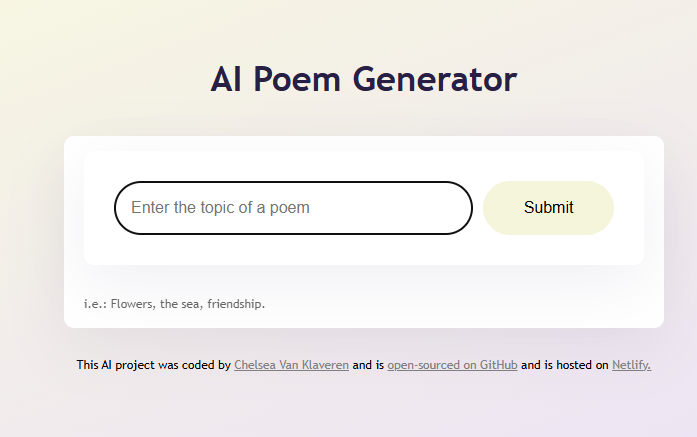 AI Poem Generator
Enter the topic of a poem
Submit
i.e.: Flowers, the sea, friendship.
This AI project was coded by Chelsea Van Klaveren and is open-sourced on GitHub and is hosted on Netlify.